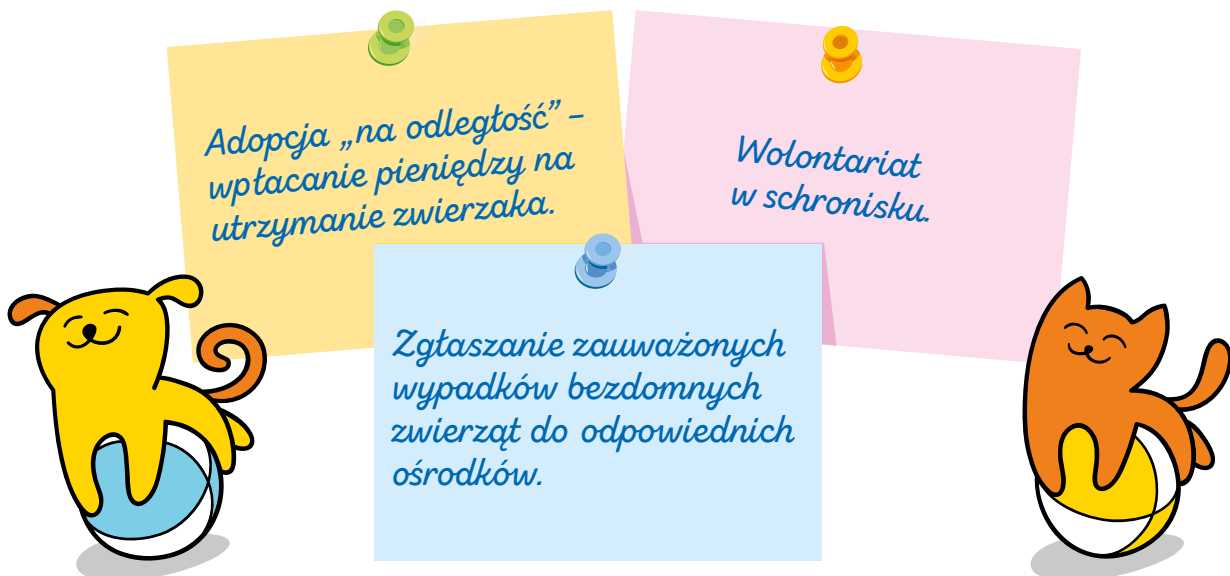 Adopcja „na odległość” –
wpłacanie pieniędzy na
utrzymanie zwierzaka.
Wolontariat
w schronisku.
Zgłaszanie zauważonych
wypadków bezdomnych
zwierząt do odpowiednich
ośrodków.